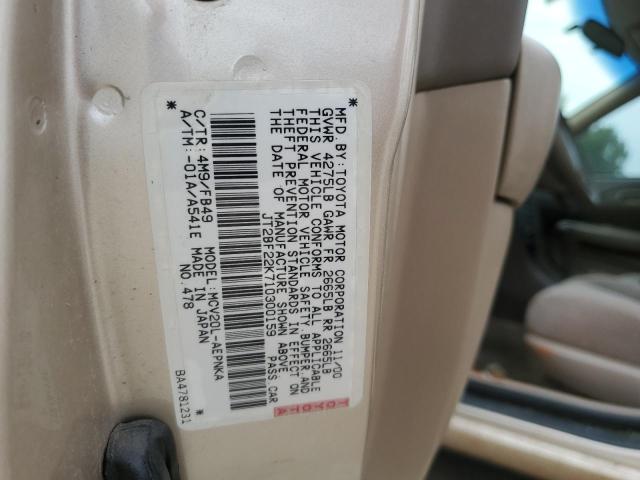 MFD. BY: TOYOTA MOTOR CORPORATION 11/00
GVWR 4275LB GAWR FR 2665LB RR 2665LB
THIS VEHICLE CONFORMS TO ALL APPLICABLE
FEDERAL MOTOR VEHICLE SAFETY, BUMPER AND
THEFT PREVENTION STANDARDS IN EFFECT ON
THE DATE OF MANUFACTURE SHOWN ABOVE.
JT2BF22K710300159 PASS.CAR
TOYOTA
* *
C/TR: 4M9/FB49 MODEL: MCV20L-AEPNKA
A/TM: -01A/A541E MADE IN JAPAN
NO. 478 BA4781231